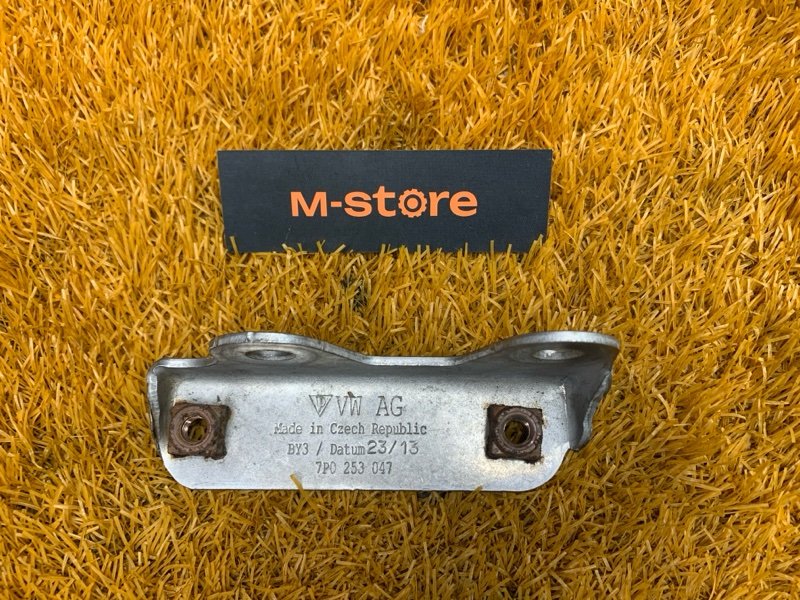 M-store
VW AG
Made in Czech Republic
BY3 / Datum 23/13
7P0 253 047